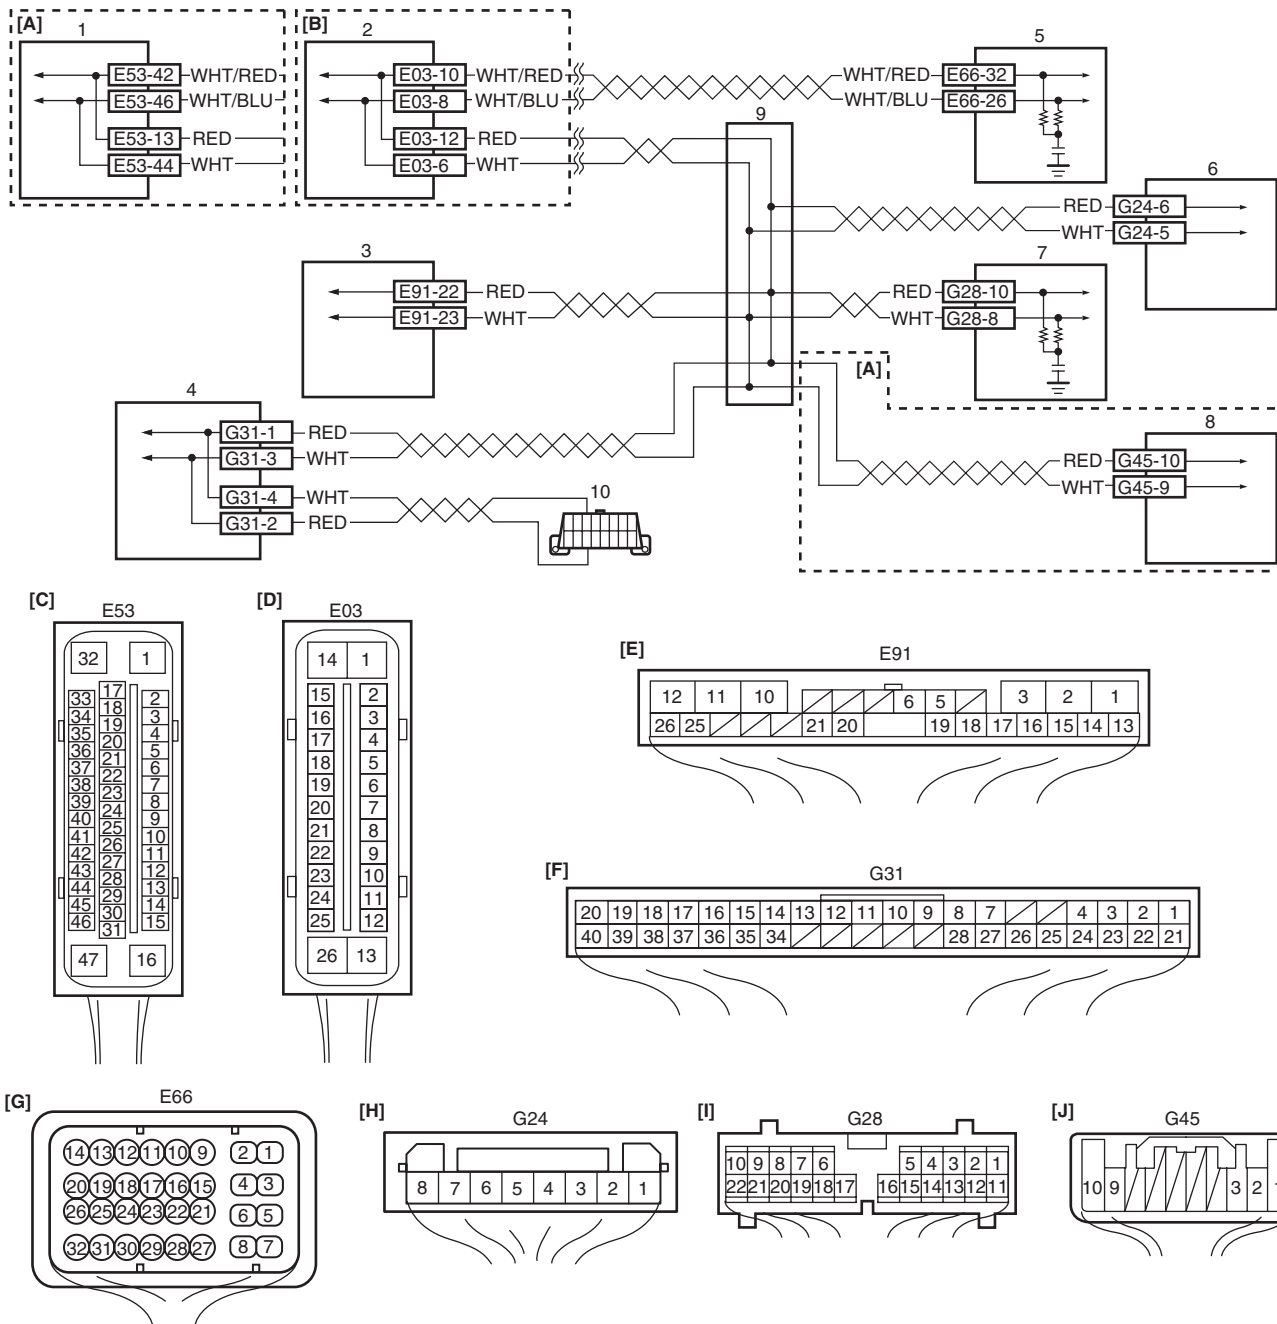 [A] 1 [B] 2 5
E53-42 WHT/RED E03-10 WHT/RED WHT/RED E66-32
E53-46 WHT/BLU E03-8 WHT/BLU WHT/BLU E66-26
9
E53-13 RED E03-12 RED
E53-44 WHT E03-6 WHT
6
RED G24-6
WHT G24-5
3 7
E91-22 RED RED G28-10
E91-23 WHT WHT G28-8
[A]
4 8
G31-1 RED
G31-3 WHT
RED G45-10
WHT G45-9
G31-4 WHT 10
G31-2 RED
[C] E53
32 1
33 34 35 36 37 38 39 40 41 42 43 44 45 46
17 18 19 20 21 22 23 24 25 26 27 28 29 30 31
2 3 4 5 6 7 8 9 10 11 12 13 14 15
47 16
[D] E03
14 1
15 2
16 3
17 4
18 5
19 6
20 7
21 8
22 9
23 10
24 11
25 12
26 13
[E] E91
12 11 10 6 5 3 2 1
26 25 21 20 19 18 17 16 15 14 13
[F] G31
20 19 18 17 16 15 14 13 12 11 10 9 8 7 4 3 2 1
40 39 38 37 36 35 34 28 27 26 25 24 23 22 21
[G] E66
14 13 12 11 10 9 2 1
20 19 18 17 16 15 4 3
26 25 24 23 22 21 6 5
32 31 30 29 28 27 8 7
[H] G24
8 7 6 5 4 3 2 1
[I] G28
10 9 8 7 6 5 4 3 2 1
22 21 20 19 18 17 16 15 14 13 12 11
[J] G45
10 9 3 2